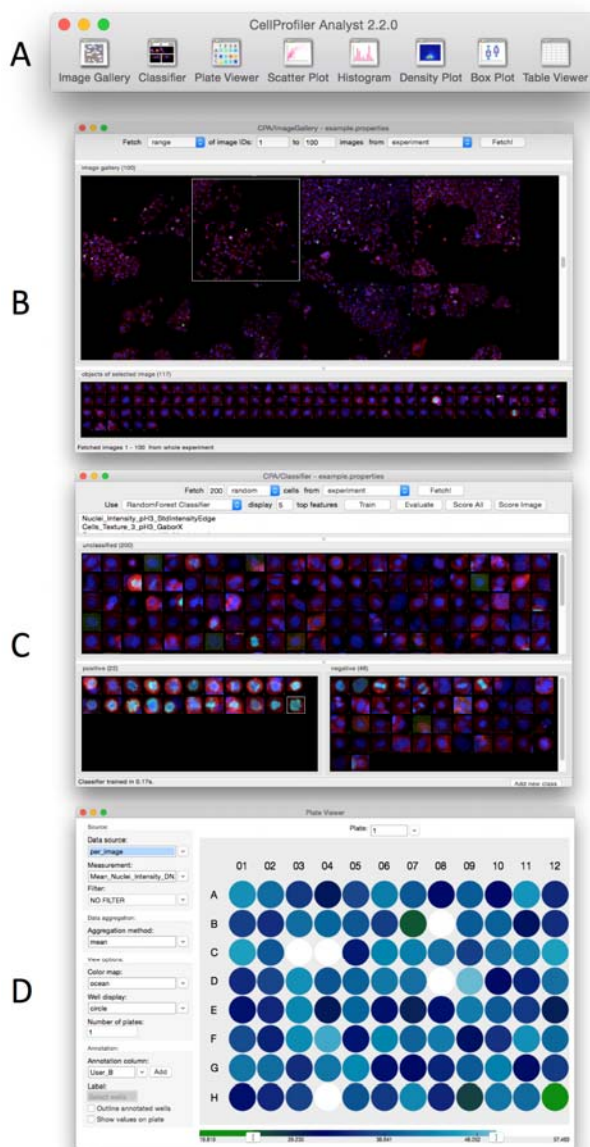 A
CellProfiler Analyst 2.2.0
Image Gallery Classifier Plate Viewer Scatter Plot Histogram Density Plot Box Plot Table Viewer
B
CPA/ImageGallery - example.properties
Fetch range of image IDs: 1 to 100 images from experiment Fetch!
image gallery (100)
objects of selected image (117)
Fetched images 1 - 100 from whole experiment
C
CPA/Classifier - example.properties
Fetch 200 random cells from experiment Fetch!
Use RandomForest Classifier display 5 top features Train Evaluate Score All Score Image
Nuclei_Intensity_pH3_StdIntensityEdge
Cells_Texture_3_pH3_GaborX
unclassified (200)
positive (22) negative (46)
Classifier trained in 0.17s.
Add new class
D
Plate Viewer
Source:
Data source:
per_image
Measurement:
Mean_Nuclei_Intensity_DN
Filter:
NO FILTER
Data aggregation:
Aggregation method:
mean
View options:
Color map:
ocean
Well display:
circle
Number of plates:
1
Annotation:
Annotation column:
User_B Add
Label:
Select wells
Outline annotated wells
Show values on plate
Plate: 1
01 02 03 04 05 06 07 08 09 10 11 12
A
B
C
D
E
F
G
H